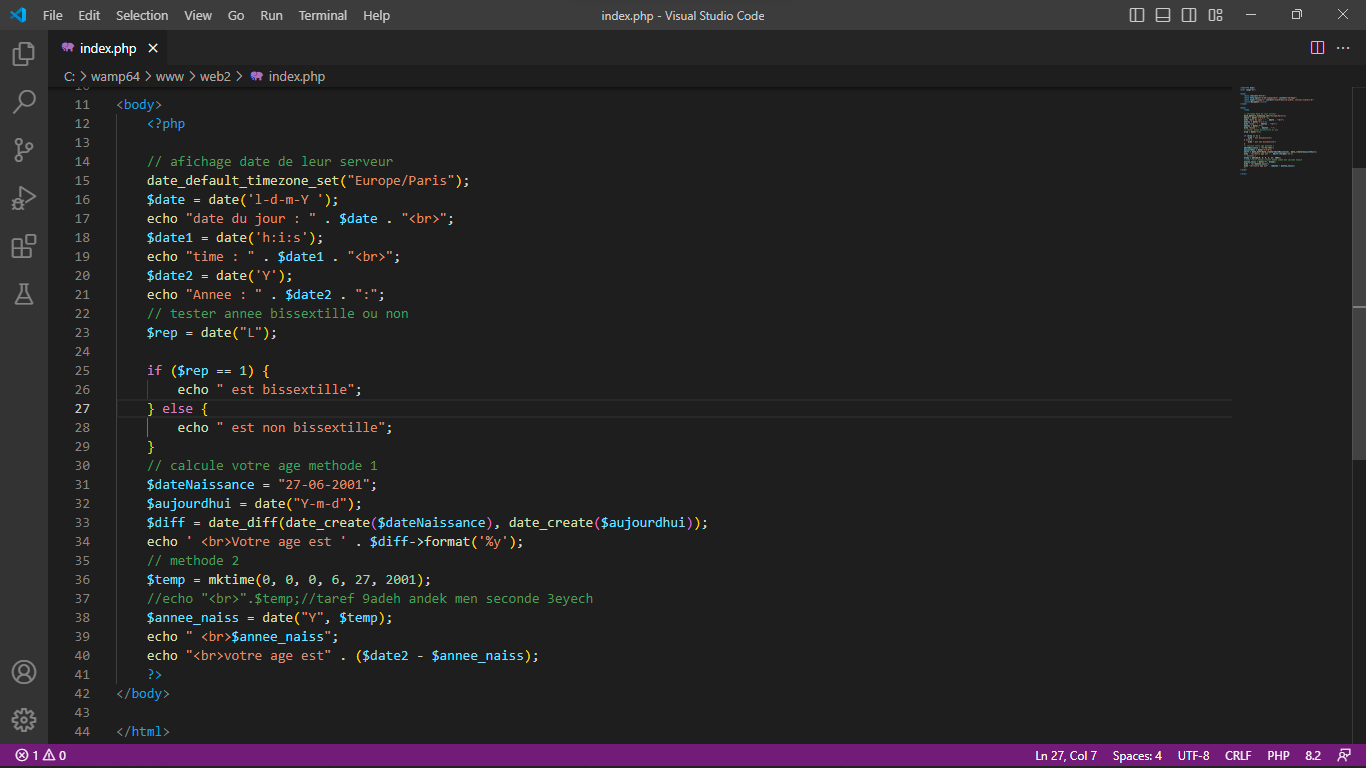 File Edit Selection View Go Run Terminal Help index.php - Visual Studio Code
index.php
C: > wamp64 > www > web2 > index.php
11 <body>
12 <?php
13
14 // afichage date de leur serveur
15 date_default_timezone_set("Europe/Paris");
16 $date = date('l-d-m-Y ');
17 echo "date du jour : " . $date . "<br>";
18 $date1 = date('h:i:s');
19 echo "time : " . $date1 . "<br>";
20 $date2 = date('Y');
21 echo "Annee : " . $date2 . ":";
22 // tester annee bissextille ou non
23 $rep = date("L");
24
25 if ($rep == 1) {
26 echo " est bissextille";
27 } else {
28 echo " est non bissextille";
29 }
30 // calcule votre age methode 1
31 $dateNaissance = "27-06-2001";
32 $aujourdhui = date("Y-m-d");
33 $diff = date_diff(date_create($dateNaissance), date_create($aujourdhui));
34 echo ' <br>Votre age est ' . $diff->format('%y');
35 // methode 2
36 $temp = mktime(0, 0, 0, 6, 27, 2001);
37 //echo "<br>".$temp;//taref 9adeh andek men seconde 3eyech
38 $annee_naiss = date("Y", $temp);
39 echo " <br>$annee_naiss";
40 echo "<br>votre age est" . ($date2 - $annee_naiss);
41 ?>
42 </body>
43
44 </html>
1 0 Ln 27, Col 7 Spaces: 4 UTF-8 CRLF PHP 8.2